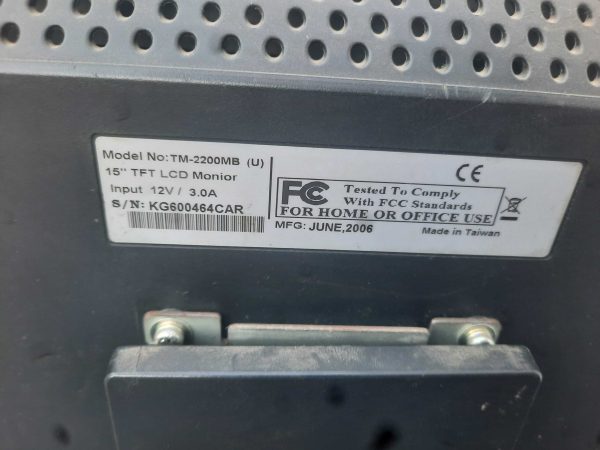 Model No:TM-2200MB (U)
15" TFT LCD Monior
Input 12V/ 3.0A
S/N: KG600464CAR
CE
FC Tested To Comply
With FCC Standards
FOR HOME OR OFFICE USE
MFG: JUNE,2006
Made in Taiwan